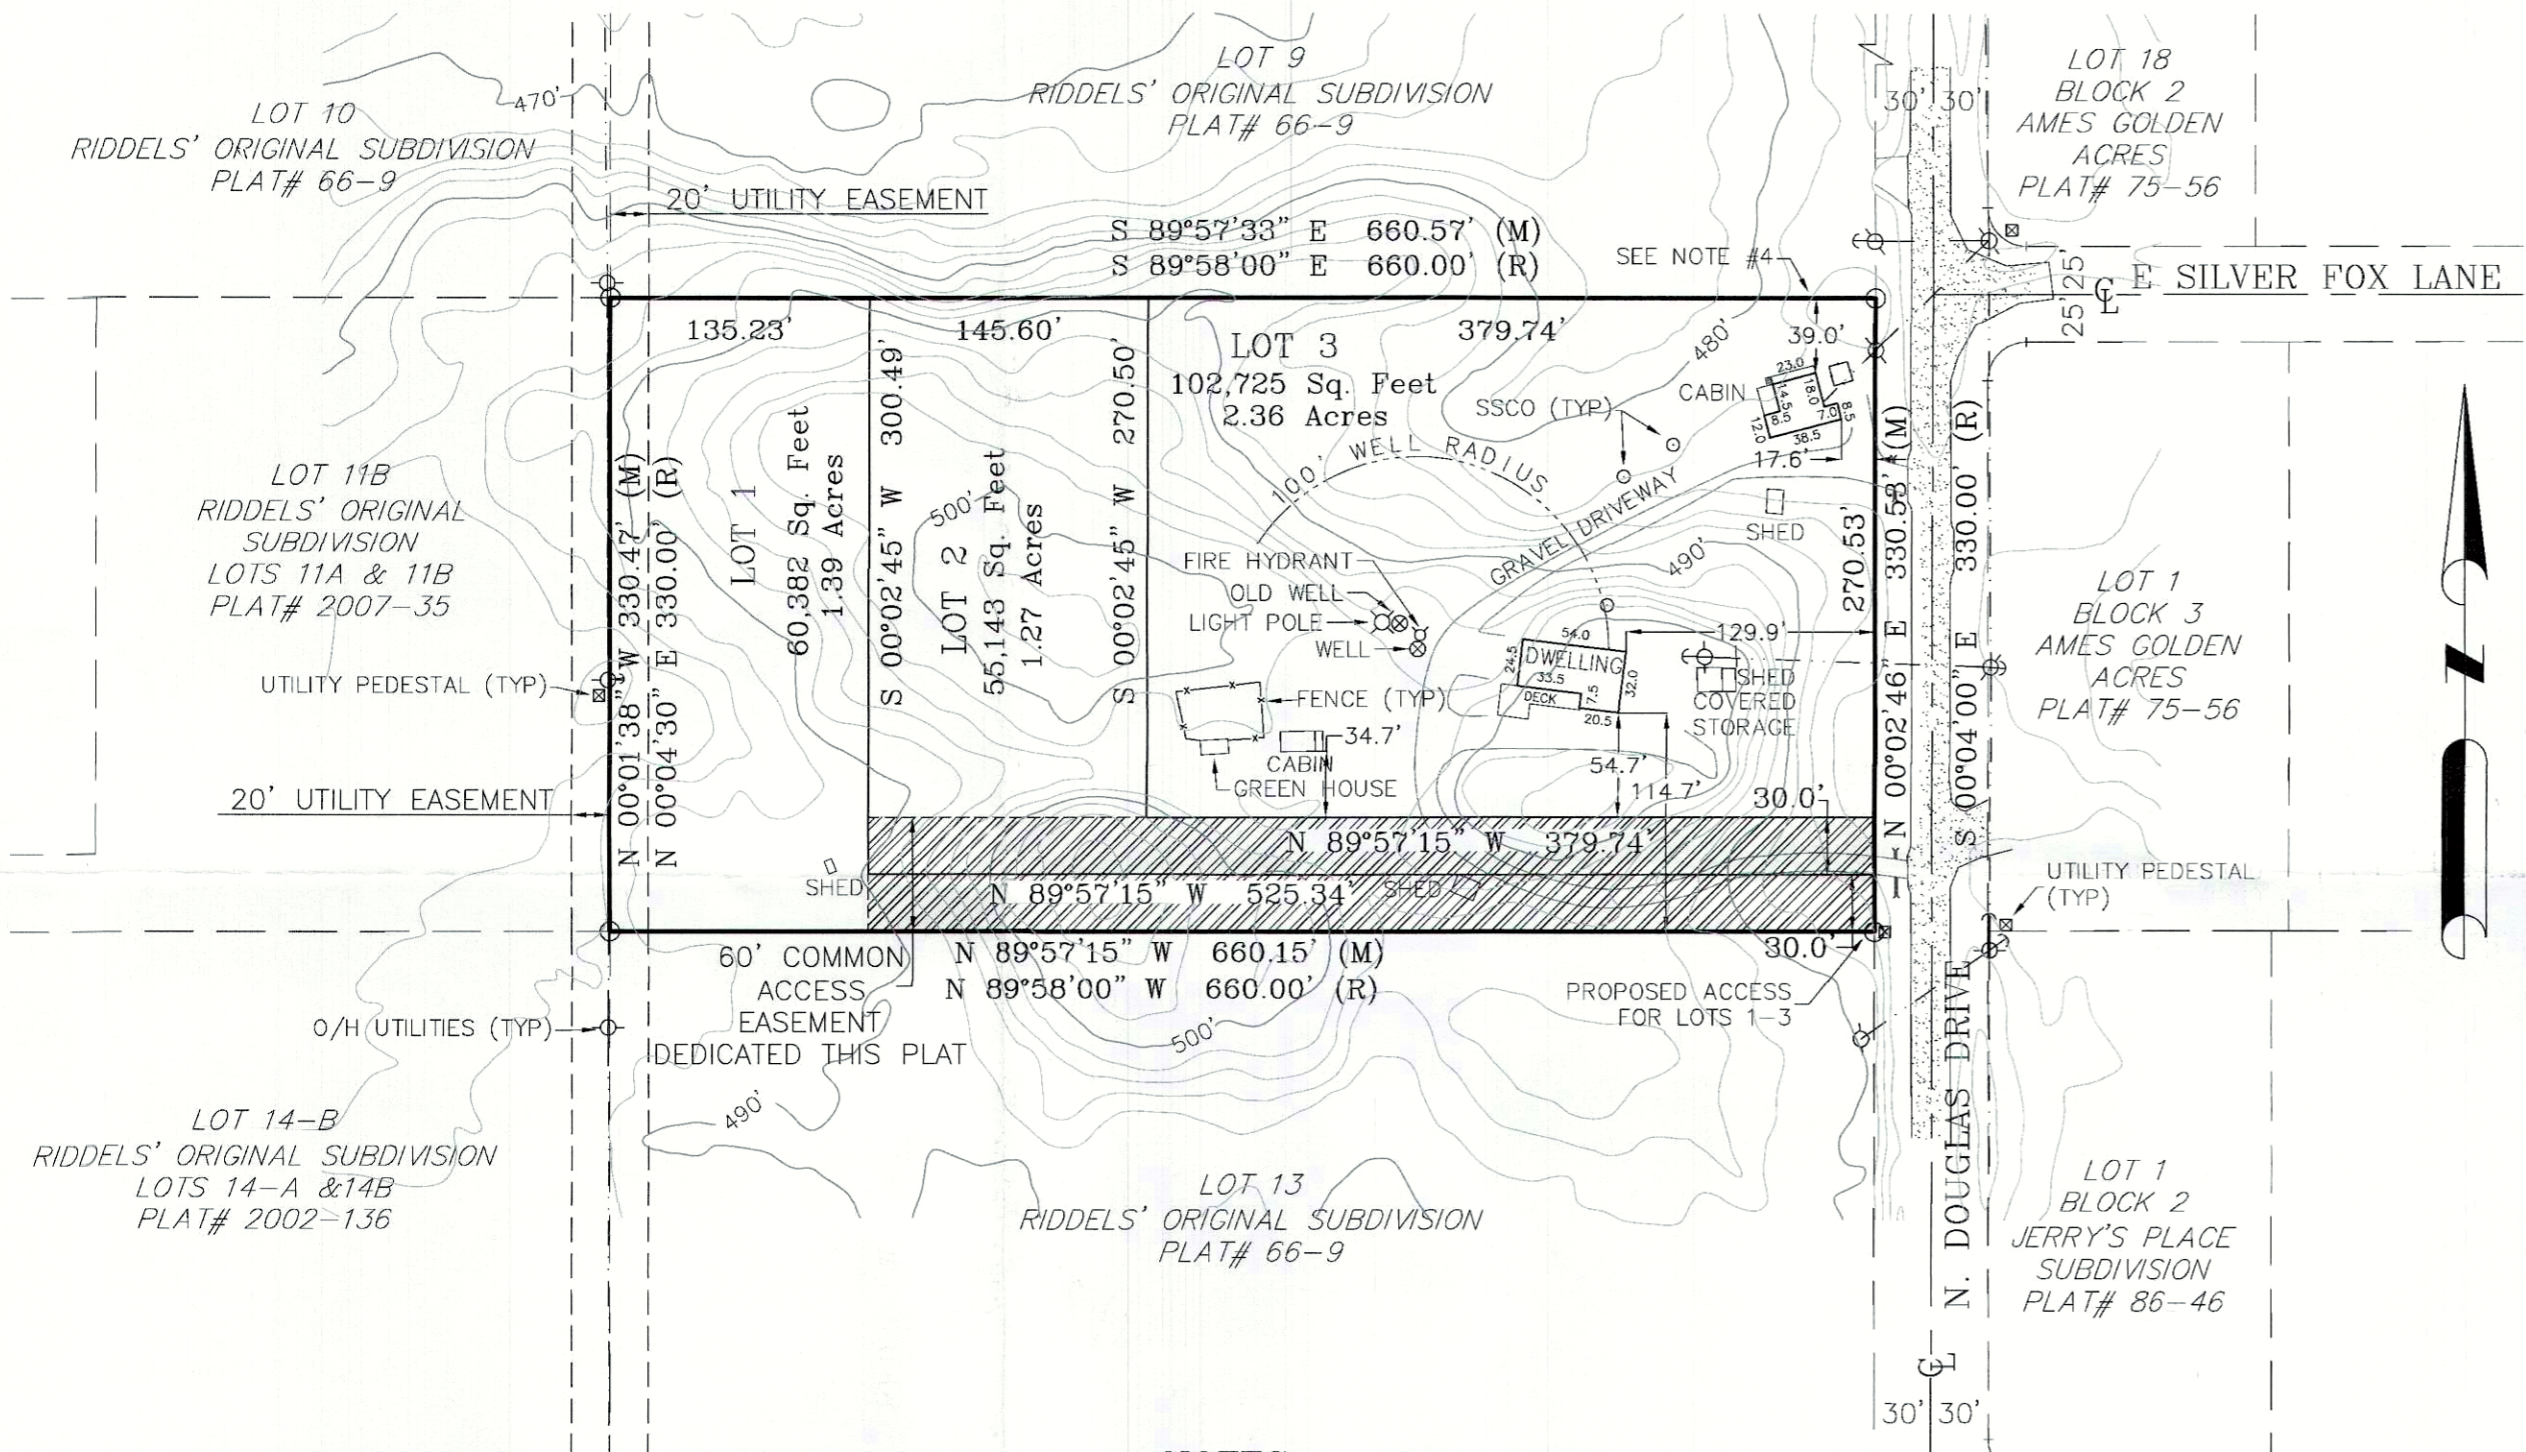 LOT 9
RIDDELS' ORIGINAL SUBDIVISION
PLAT# 66-9
LOT 10
RIDDELS' ORIGINAL SUBDIVISION
PLAT# 66-9
470'
30' 30'
LOT 18
BLOCK 2
AMES GOLDEN
ACRES
PLAT# 75-56
20' UTILITY EASEMENT
S 89°57'33" E 660.57' (M)
S 89°58'00" E 660.00' (R)
SEE NOTE #4
E SILVER FOX LANE
25' 25'
℄
135.23'
145.60'
379.74'
LOT 3
102,725 Sq. Feet
2.36 Acres
480'
39.0'
CABIN
23.0
14.5
18.0
8.5
7.0
8.5
12.0
38.5
17.6'
SSCO (TYP)
100' WELL RADIUS
GRAVEL DRIVEWAY
SHED
490'
FIRE HYDRANT
OLD WELL
LIGHT POLE
WELL
54.0
24.5
DWELLING
33.5
DECK
7.5
32.0
20.5
129.9'
SHED
COVERED
STORAGE
FENCE (TYP)
34.7'
CABIN
GREEN HOUSE
54.7'
114.7'
30.0'
LOT 1
60,382 Sq. Feet
1.39 Acres
S 00°02'45" W 300.49'
500'
LOT 2
55,143 Sq. Feet
1.27 Acres
S 00°02'45" W 270.50'
N 00°01'38" W 330.47' (M)
N 00°04'30" E 330.00' (R)
270.53'
N 00°02'46" E 330.53' (M)
S 00°04'00" E 330.00' (R)
LOT 11B
RIDDELS' ORIGINAL
SUBDIVISION
LOTS 11A & 11B
PLAT# 2007-35
UTILITY PEDESTAL (TYP)
20' UTILITY EASEMENT
LOT 1
BLOCK 3
AMES GOLDEN
ACRES
PLAT# 75-56
N 89°57'15" W 379.74'
SHED
N 89°57'15" W 525.34'
SHED
UTILITY PEDESTAL
(TYP)
60' COMMON
ACCESS
EASEMENT
DEDICATED THIS PLAT
N 89°57'15" W 660.15' (M)
N 89°58'00" W 660.00' (R)
30.0'
PROPOSED ACCESS
FOR LOTS 1-3
O/H UTILITIES (TYP)
500'
490'
N. DOUGLAS DRIVE
LOT 14-B
RIDDELS' ORIGINAL SUBDIVISION
LOTS 14-A &14B
PLAT# 2002-136
LOT 13
RIDDELS' ORIGINAL SUBDIVISION
PLAT# 66-9
LOT 1
BLOCK 2
JERRY'S PLACE
SUBDIVISION
PLAT# 86-46
℄
30' 30'
N